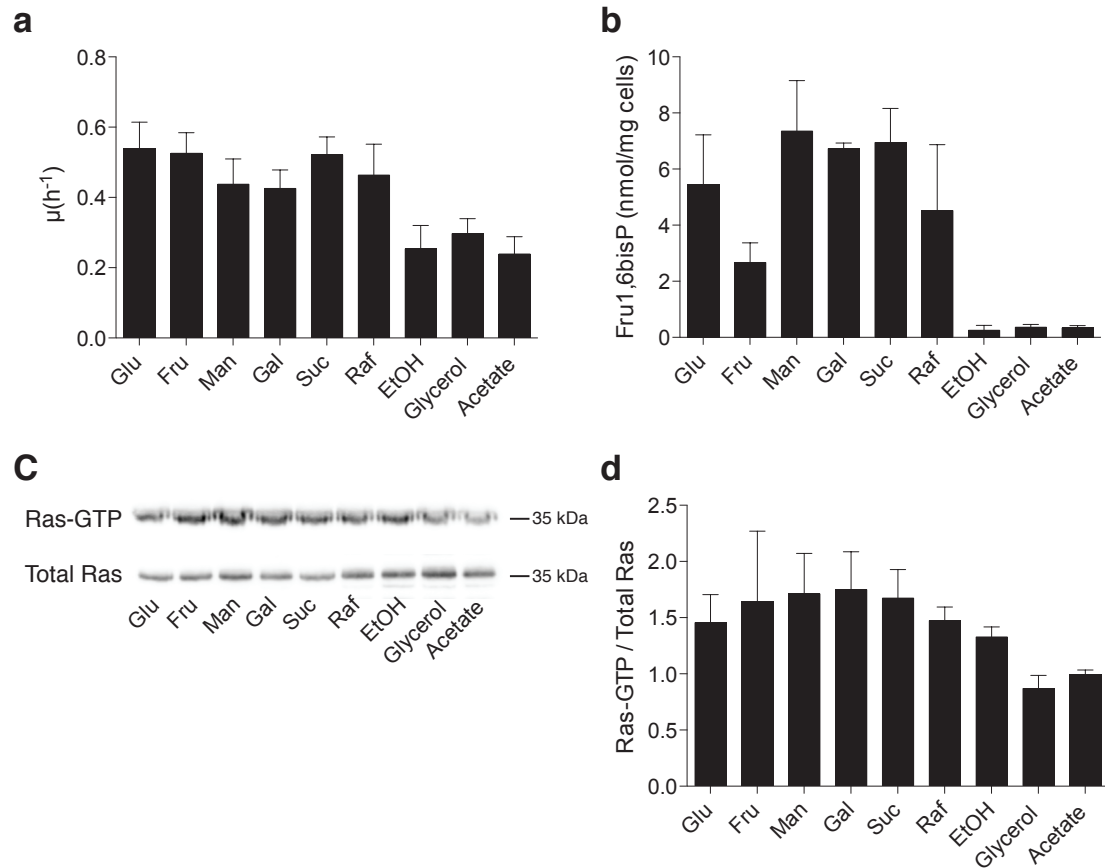 a
0.8
0.6
0.4
0.2
0.0
μ(h⁻¹)
Glu Fru Man Gal Suc Raf EtOH Glycerol Acetate
b
10
8
6
4
2
0
Fru1,6bisP (nmol/mg cells)
Glu Fru Man Gal Suc Raf EtOH Glycerol Acetate
C
Ras-GTP 35 kDa
Total Ras 35 kDa
Glu Fru Man Gal Suc Raf EtOH Glycerol Acetate
d
2.5
2.0
1.5
1.0
0.5
0.0
Ras-GTP / Total Ras
Glu Fru Man Gal Suc Raf EtOH Glycerol Acetate